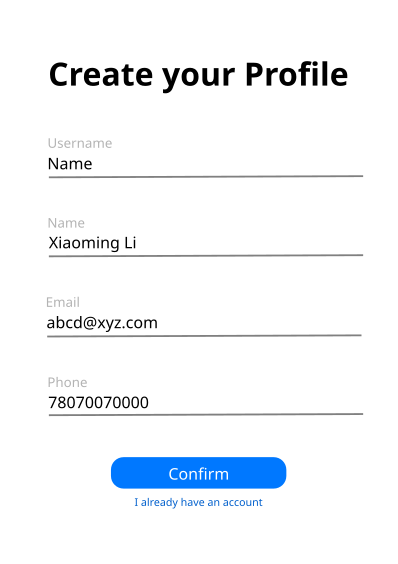 Create your Profile
Username
Name
Name
Xiaoming Li
Email
abcd@xyz.com
Phone
78070070000
Confirm
I already have an account